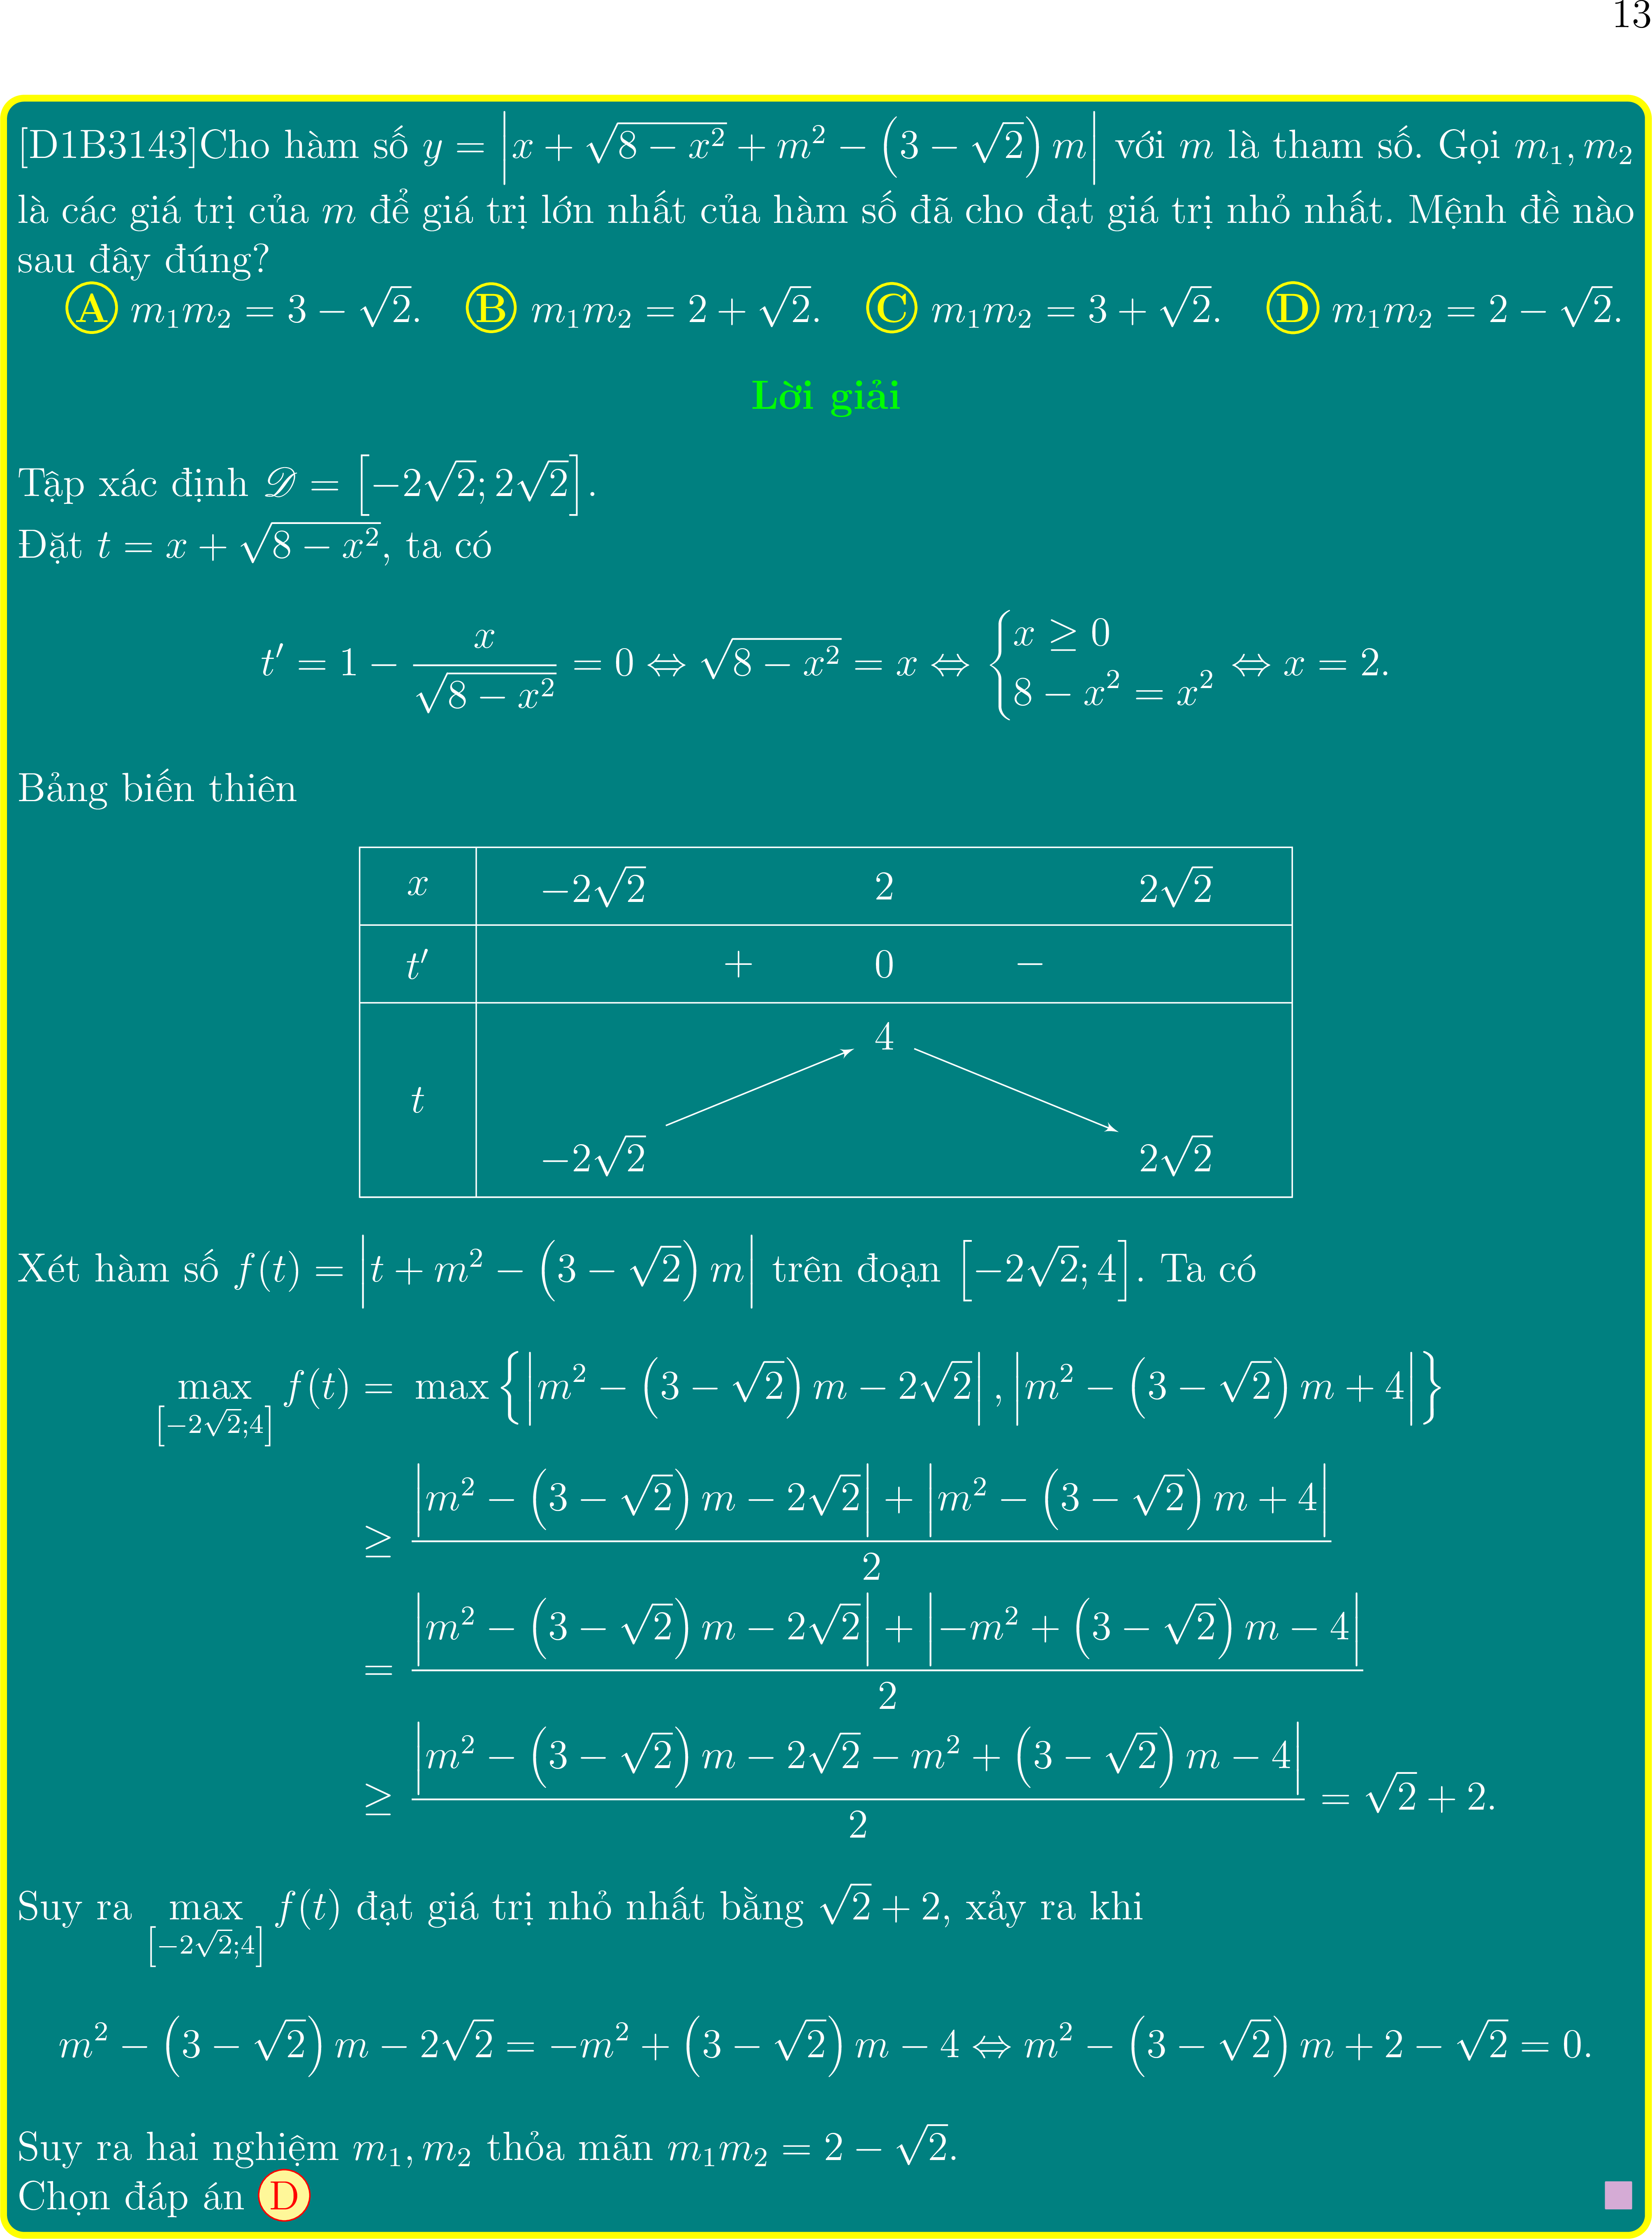 13
[D1B3143]Cho hàm số $y = \left|x + \sqrt{8 - x^2} + m^2 - \left(3 - \sqrt{2}\right) m\right|$ với $m$ là tham số. Gọi $m_1, m_2$
là các giá trị của $m$ để giá trị lớn nhất của hàm số đã cho đạt giá trị nhỏ nhất. Mệnh đề nào
sau đây đúng?
A $m_1m_2 = 3 - \sqrt{2}$. B $m_1m_2 = 2 + \sqrt{2}$. C $m_1m_2 = 3 + \sqrt{2}$. D $m_1m_2 = 2 - \sqrt{2}$.
Lời giải
Tập xác định $\mathscr{D} = \left[-2\sqrt{2}; 2\sqrt{2}\right]$.
Đặt $t = x + \sqrt{8 - x^2}$, ta có
$t' = 1 - \dfrac{x}{\sqrt{8 - x^2}} = 0 \Leftrightarrow \sqrt{8 - x^2} = x \Leftrightarrow \begin{cases} x \geq 0 \\ 8 - x^2 = x^2 \end{cases} \Leftrightarrow x = 2.$
Bảng biến thiên
$x$ $-2\sqrt{2}$ $2$ $2\sqrt{2}$
$t'$ $+$ $0$ $-$
$4$
$t$
$-2\sqrt{2}$ $2\sqrt{2}$
Xét hàm số $f(t) = \left|t + m^2 - \left(3 - \sqrt{2}\right) m\right|$ trên đoạn $\left[-2\sqrt{2}; 4\right]$. Ta có
$\max\limits_{\left[-2\sqrt{2};4\right]} f(t) = \max\left\{\left|m^2 - \left(3 - \sqrt{2}\right) m - 2\sqrt{2}\right|, \left|m^2 - \left(3 - \sqrt{2}\right) m + 4\right|\right\}$
$\geq \dfrac{\left|m^2 - \left(3 - \sqrt{2}\right) m - 2\sqrt{2}\right| + \left|m^2 - \left(3 - \sqrt{2}\right) m + 4\right|}{2}$
$= \dfrac{\left|m^2 - \left(3 - \sqrt{2}\right) m - 2\sqrt{2}\right| + \left|-m^2 + \left(3 - \sqrt{2}\right) m - 4\right|}{2}$
$\geq \dfrac{\left|m^2 - \left(3 - \sqrt{2}\right) m - 2\sqrt{2} - m^2 + \left(3 - \sqrt{2}\right) m - 4\right|}{2} = \sqrt{2} + 2.$
Suy ra $\max\limits_{\left[-2\sqrt{2};4\right]} f(t)$ đạt giá trị nhỏ nhất bằng $\sqrt{2} + 2$, xảy ra khi
$m^2 - \left(3 - \sqrt{2}\right) m - 2\sqrt{2} = -m^2 + \left(3 - \sqrt{2}\right) m - 4 \Leftrightarrow m^2 - \left(3 - \sqrt{2}\right) m + 2 - \sqrt{2} = 0.$
Suy ra hai nghiệm $m_1, m_2$ thỏa mãn $m_1m_2 = 2 - \sqrt{2}$.
Chọn đáp án D